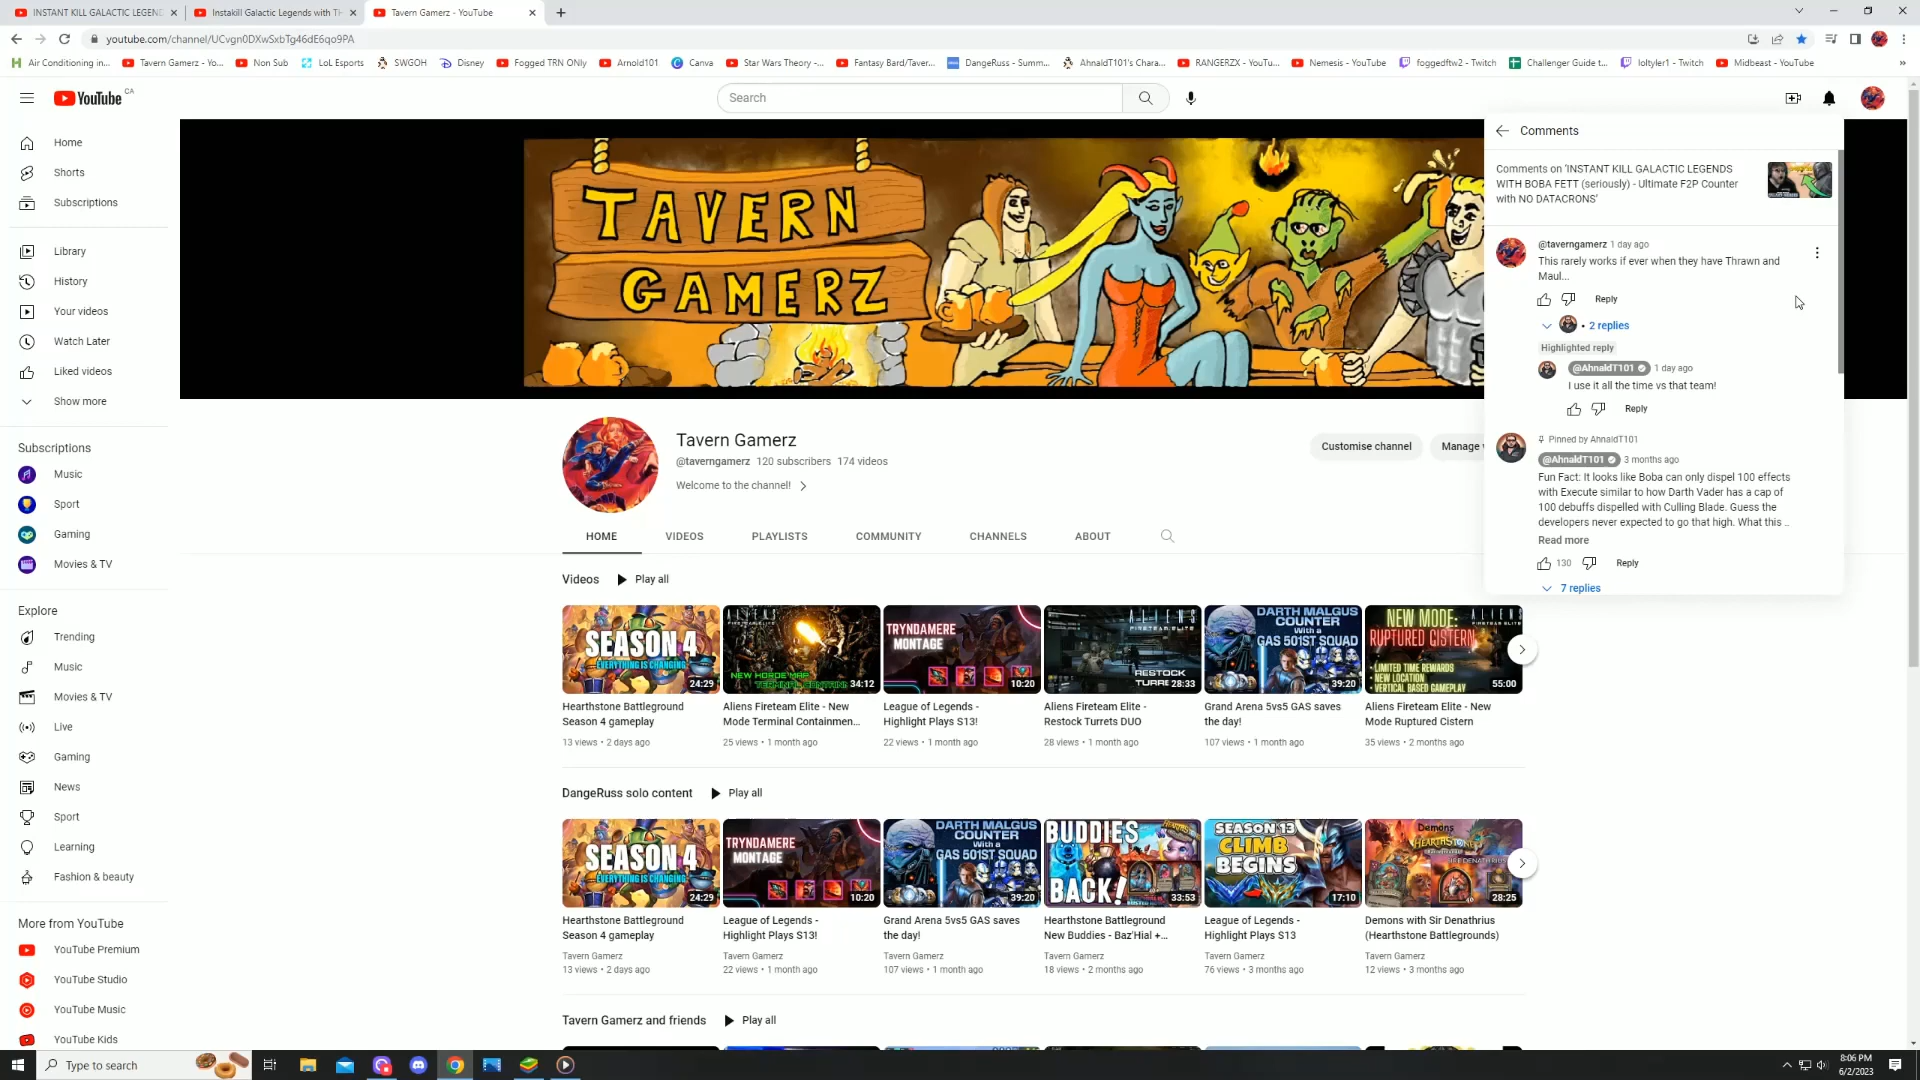 INSTANT KILL GALACTIC LEGEND
Instakill Galactic Legends with TH
Tavern Gamerz - YouTube
youtube.com/channel/UCvgn0DXwSxbTg46dE6qo9PA
Air Conditioning in...
Tavern Gamerz - Yo...
Non Sub
LoL Esports
SWGOH
Disney
Fogged TRN ONly
Arnold101
Canva
Star Wars Theory -...
Fantasy Bard/Taver...
DangeRuss - Summ...
AhnaldT101's Chara...
RANGERZX - YouTu...
Nemesis - YouTube
foggedftw2 - Twitch
Challenger Guide t...
loltyler1 - Twitch
Midbeast - YouTube
YouTube CA
Search
Home
Shorts
Subscriptions
Library
History
Your videos
Watch Later
Liked videos
Show more
Subscriptions
Music
Sport
Gaming
Movies & TV
Explore
Trending
Music
Movies & TV
Live
Gaming
News
Sport
Learning
Fashion & beauty
More from YouTube
YouTube Premium
YouTube Studio
YouTube Music
YouTube Kids
TAVERN
GAMERZ
Comments
Comments on 'INSTANT KILL GALACTIC LEGENDS
WITH BOBA FETT (seriously) - Ultimate F2P Counter
with NO DATACRONS'
@taverngamerz 1 day ago
This rarely works if ever when they have Thrawn and
Maul...
Reply
• 2 replies
Highlighted reply
@AhnaldT101 1 day ago
I use it all the time vs that team!
Reply
Pinned by AhnaldT101
@AhnaldT101 3 months ago
Fun Fact: It looks like Boba can only dispel 100 effects
with Execute similar to how Darth Vader has a cap of
100 debuffs dispelled with Culling Blade. Guess the
developers never expected to go that high. What this ...
Read more
130 Reply
7 replies
Tavern Gamerz
@taverngamerz 120 subscribers 174 videos
Welcome to the channel!
Customise channel
Manage
HOME VIDEOS PLAYLISTS COMMUNITY CHANNELS ABOUT
Videos Play all
SEASON 4
EVERYTHING IS CHANGING
24:29
Hearthstone Battleground
Season 4 gameplay
13 views • 2 days ago
ALIENS
FIRETEAM ELITE
NEW HORDE MAP
34:12
Aliens Fireteam Elite - New
Mode Terminal Containmen...
25 views • 1 month ago
TRYNDAMERE
MONTAGE
10:20
League of Legends -
Highlight Plays S13!
22 views • 1 month ago
ALIENS
FIRETEAM ELITE
RESTOCK
28:33
Aliens Fireteam Elite -
Restock Turrets DUO
28 views • 1 month ago
DARTH MALGUS
COUNTER
With a
GAS 501ST SQUAD
39:20
Grand Arena 5vs5 GAS saves
the day!
107 views • 1 month ago
NEW MODE:
RUPTURED CISTERN
• LIMITED TIME REWARDS
• NEW LOCATION
• VERTICAL BASED GAMEPLAY
55:00
Aliens Fireteam Elite - New
Mode Ruptured Cistern
35 views • 2 months ago
DangeRuss solo content Play all
SEASON 4
EVERYTHING IS CHANGING
24:29
Hearthstone Battleground
Season 4 gameplay
Tavern Gamerz
13 views • 2 days ago
TRYNDAMERE
MONTAGE
10:20
League of Legends -
Highlight Plays S13!
Tavern Gamerz
22 views • 1 month ago
DARTH MALGUS
COUNTER
With a
GAS 501ST SQUAD
39:20
Grand Arena 5vs5 GAS saves
the day!
Tavern Gamerz
107 views • 1 month ago
BUDDIES
BACK!
33:53
Hearthstone Battleground
New Buddies - Baz'Hial +...
Tavern Gamerz
18 views • 2 months ago
SEASON 13
CLIMB
BEGINS
17:10
League of Legends -
Highlight Plays S13
Tavern Gamerz
76 views • 3 months ago
Demons
HEARTHSTONE
28:25
Demons with Sir Denathrius
(Hearthstone Battlegrounds)
Tavern Gamerz
12 views • 3 months ago
Tavern Gamerz and friends Play all
Type to search
8:06 PM
6/2/2023